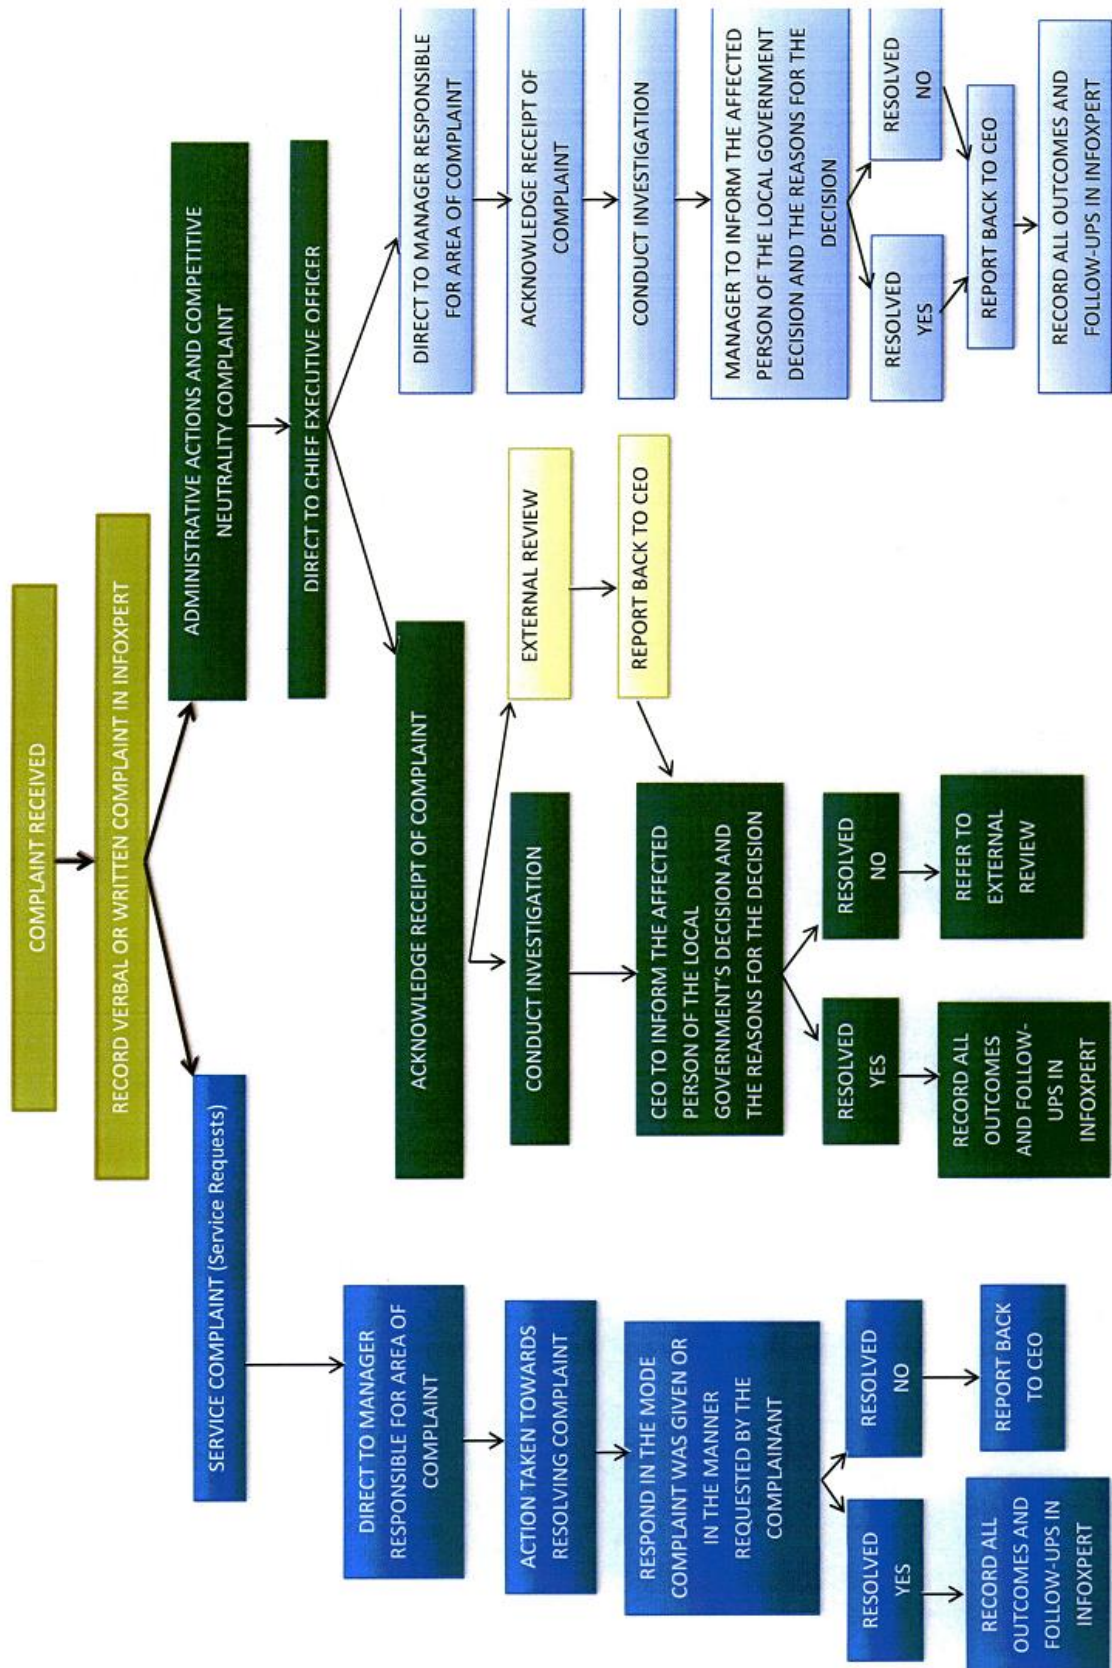 COMPLAINT RECEIVED
RECORD VERBAL OR WRITTEN COMPLAINT IN INFOXPERT
SERVICE COMPLAINT (Service Requests)
DIRECT TO MANAGER
RESPONSIBLE FOR AREA OF
COMPLAINT
ACTION TAKEN TOWARDS
RESOLVING COMPLAINT
RESPOND IN THE MODE
COMPLAINT WAS GIVEN OR
IN THE MANNER
REQUESTED BY THE
COMPLAINANT
RESOLVED
YES
RECORD ALL
OUTCOMES AND
FOLLOW-UPS IN
INFOXPERT
RESOLVED
NO
REPORT BACK
TO CEO
ADMINISTRATIVE ACTIONS AND COMPETITIVE
NEUTRALITY COMPLAINT
DIRECT TO CHIEF EXECUTIVE OFFICER
ACKNOWLEDGE RECEIPT OF COMPLAINT
CONDUCT INVESTIGATION
EXTERNAL REVIEW
REPORT BACK TO CEO
CEO TO INFORM THE AFFECTED
PERSON OF THE LOCAL
GOVERNMENT'S DECISION AND
THE REASONS FOR THE DECISION
RESOLVED
YES
RECORD ALL
OUTCOMES
AND FOLLOW-
UPS IN
INFOXPERT
RESOLVED
NO
REFER TO
EXTERNAL
REVIEW
DIRECT TO MANAGER RESPONSIBLE
FOR AREA OF COMPLAINT
ACKNOWLEDGE RECEIPT OF
COMPLAINT
CONDUCT INVESTIGATION
MANAGER TO INFORM THE AFFECTED
PERSON OF THE LOCAL GOVERNMENT
DECISION AND THE REASONS FOR THE
DECISION
RESOLVED
YES
RESOLVED
NO
REPORT BACK TO CEO
RECORD ALL OUTCOMES AND
FOLLOW-UPS IN INFOXPERT